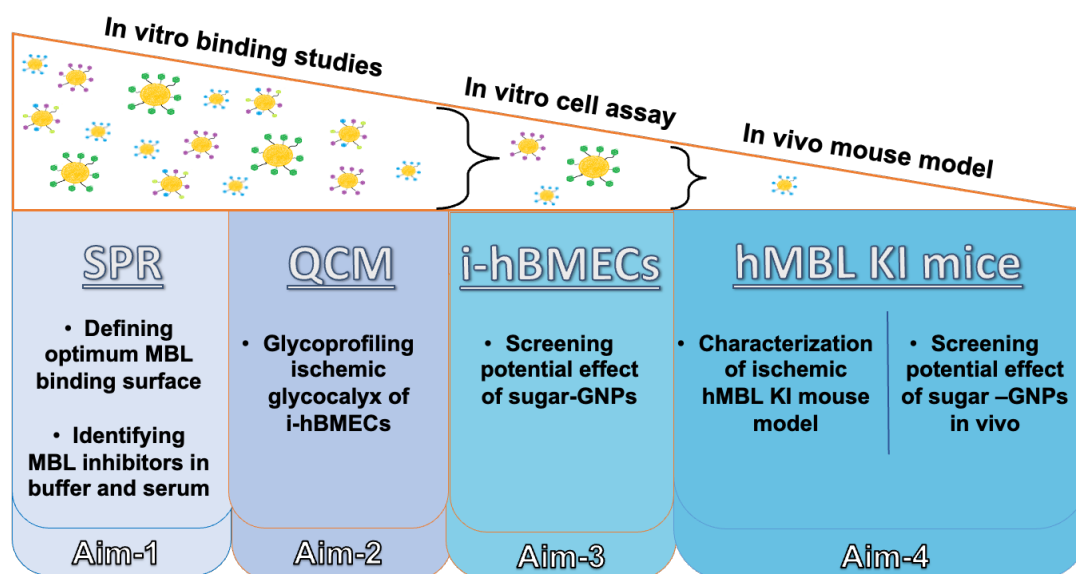 In vitro binding studies
In vitro cell assay
In vivo mouse model
SPR
• Defining
optimum MBL
binding surface
• Identifying
MBL inhibitors in
buffer and serum
Aim-1
QCM
• Glycoprofiling
ischemic
glycocalyx of
i-hBMECs
Aim-2
i-hBMECs
• Screening
potential effect
of sugar-GNPs
Aim-3
hMBL KI mice
• Characterization
of ischemic
hMBL KI mouse
model
• Screening
potential effect
of sugar –GNPs
in vivo
Aim-4